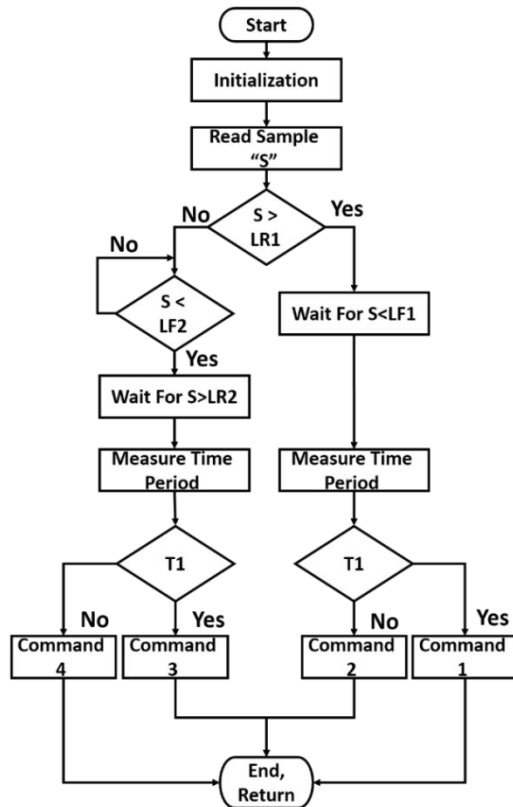 Start
Initialization
Read Sample
“S”
S >
LR1
No
Yes
No
S <
LF2
Wait For S<LF1
Yes
Wait For S>LR2
Measure Time
Period
Measure Time
Period
T1
T1
No
Yes
No
Yes
Command
4
Command
3
Command
2
Command
1
End,
Return